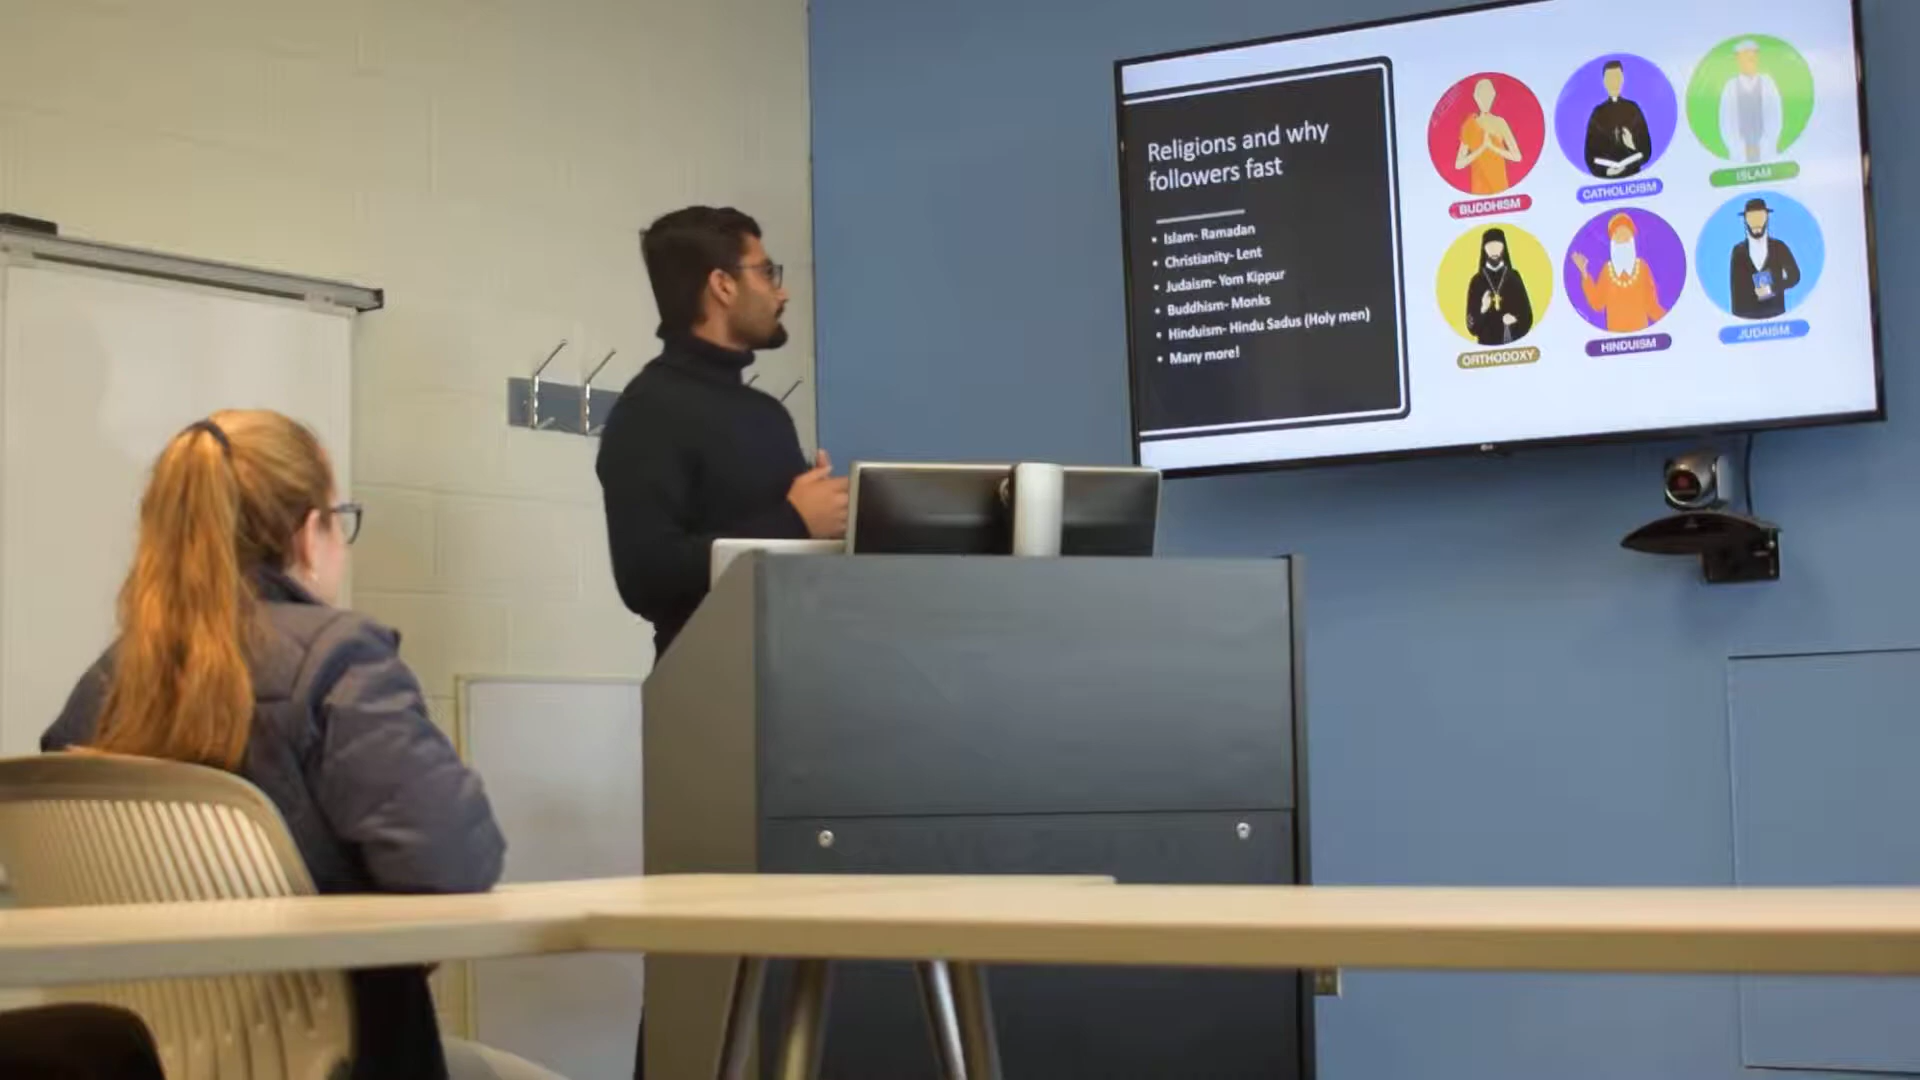 Religions and why
followers fast
• Islam- Ramadan
• Christianity- Lent
• Judaism- Yom Kippur
• Buddhism- Monks
• Hinduism- Hindu Sadus (Holy men)
• Many more!
BUDDHISM
CATHOLICISM
ISLAM
ORTHODOXY
HINDUISM
JUDAISM
LG